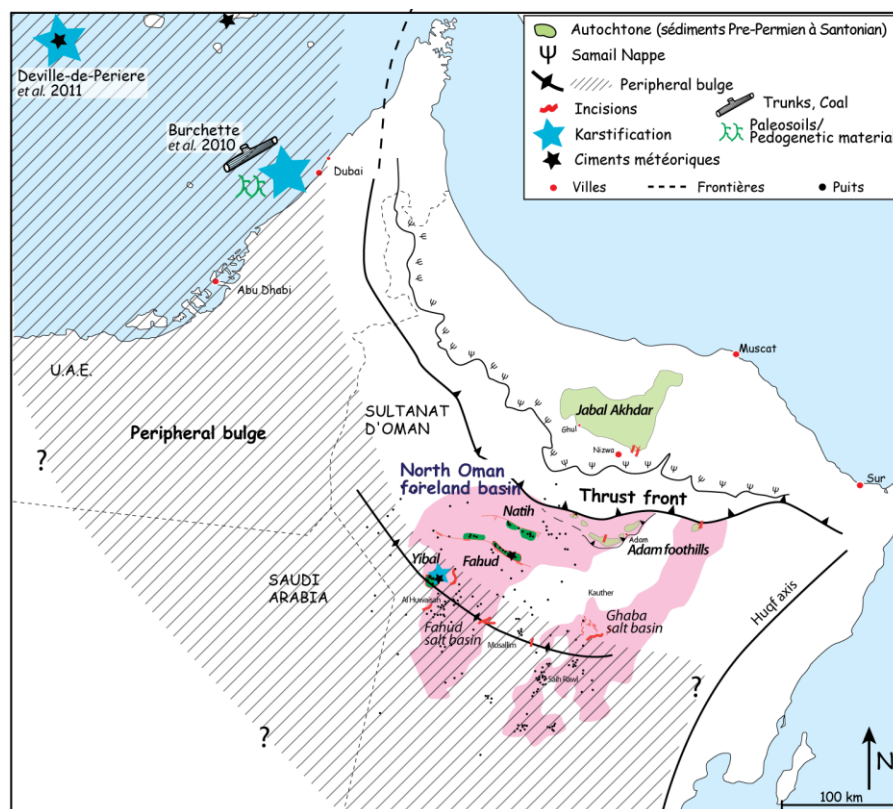 Autochtone (sédiments Pre-Permien à Santonian)
Samail Nappe
Peripheral bulge
Incisions
Trunks, Coal
Karstification
Paleosoils/
Pedogenetic material
Ciments météoriques
Villes
Frontières
Puits
Deville-de-Periere
et al. 2011
Burchette
et al. 2010
Dubai
Abu Dhabi
U.A.E.
Muscat
Peripheral bulge
SULTANAT
D'OMAN
Jabal Akhdar
Ghul
Nizwa
?
North Oman
foreland basin
Thrust front
Sur
Natih
Adam
Adam foothills
Yibal
Fahud
SAUDI
ARABIA
Al Huwaisah
Kauther
Huqf axis
Fahud
salt basin
Ghaba
salt basin
Musallim
Saih Rawl
?
?
N
100 km